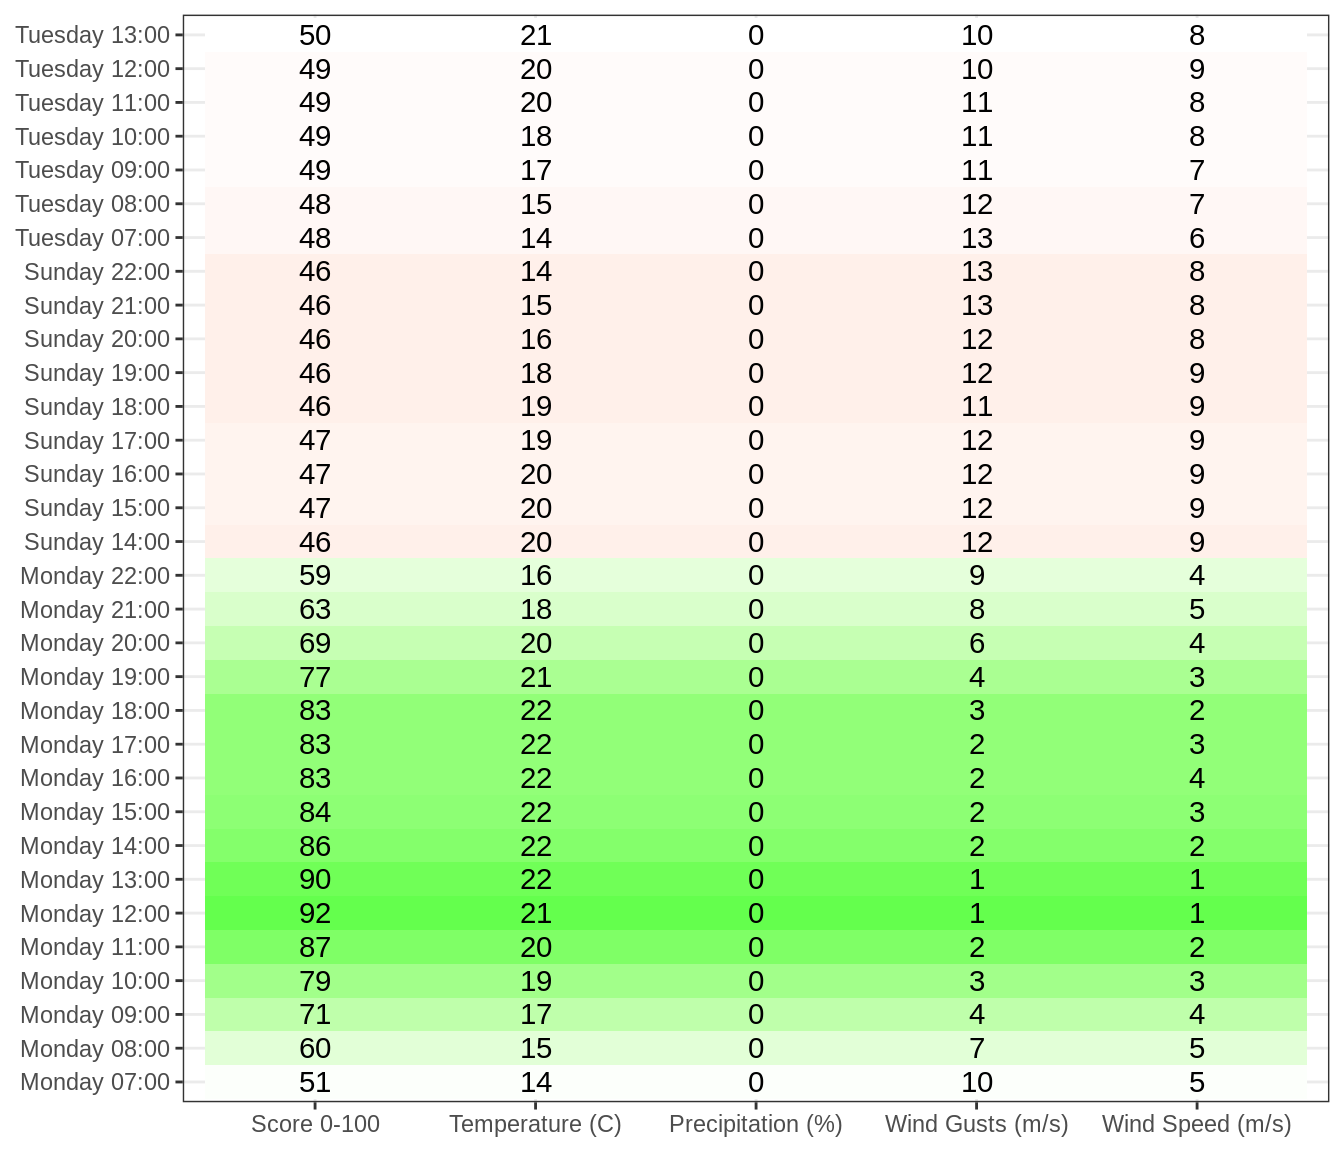 Tuesday 13:00 50 21 0 10 8
Tuesday 12:00 49 20 0 10 9
Tuesday 11:00 49 20 0 11 8
Tuesday 10:00 49 18 0 11 8
Tuesday 09:00 49 17 0 11 7
Tuesday 08:00 48 15 0 12 7
Tuesday 07:00 48 14 0 13 6
Sunday 22:00 46 14 0 13 8
Sunday 21:00 46 15 0 13 8
Sunday 20:00 46 16 0 12 8
Sunday 19:00 46 18 0 12 9
Sunday 18:00 46 19 0 11 9
Sunday 17:00 47 19 0 12 9
Sunday 16:00 47 20 0 12 9
Sunday 15:00 47 20 0 12 9
Sunday 14:00 46 20 0 12 9
Monday 22:00 59 16 0 9 4
Monday 21:00 63 18 0 8 5
Monday 20:00 69 20 0 6 4
Monday 19:00 77 21 0 4 3
Monday 18:00 83 22 0 3 2
Monday 17:00 83 22 0 2 3
Monday 16:00 83 22 0 2 4
Monday 15:00 84 22 0 2 3
Monday 14:00 86 22 0 2 2
Monday 13:00 90 22 0 1 1
Monday 12:00 92 21 0 1 1
Monday 11:00 87 20 0 2 2
Monday 10:00 79 19 0 3 3
Monday 09:00 71 17 0 4 4
Monday 08:00 60 15 0 7 5
Monday 07:00 51 14 0 10 5
Score 0-100 Temperature (C) Precipitation (%) Wind Gusts (m/s) Wind Speed (m/s)